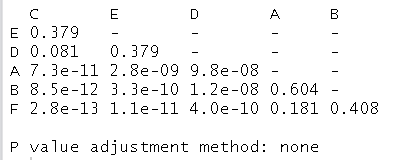 C E D A B
E 0.379 - - - -
D 0.081 0.379 - - -
A 7.3e-11 2.8e-09 9.8e-08 - -
B 8.5e-12 3.3e-10 1.2e-08 0.604 -
F 2.8e-13 1.1e-11 4.0e-10 0.181 0.408
P value adjustment method: none